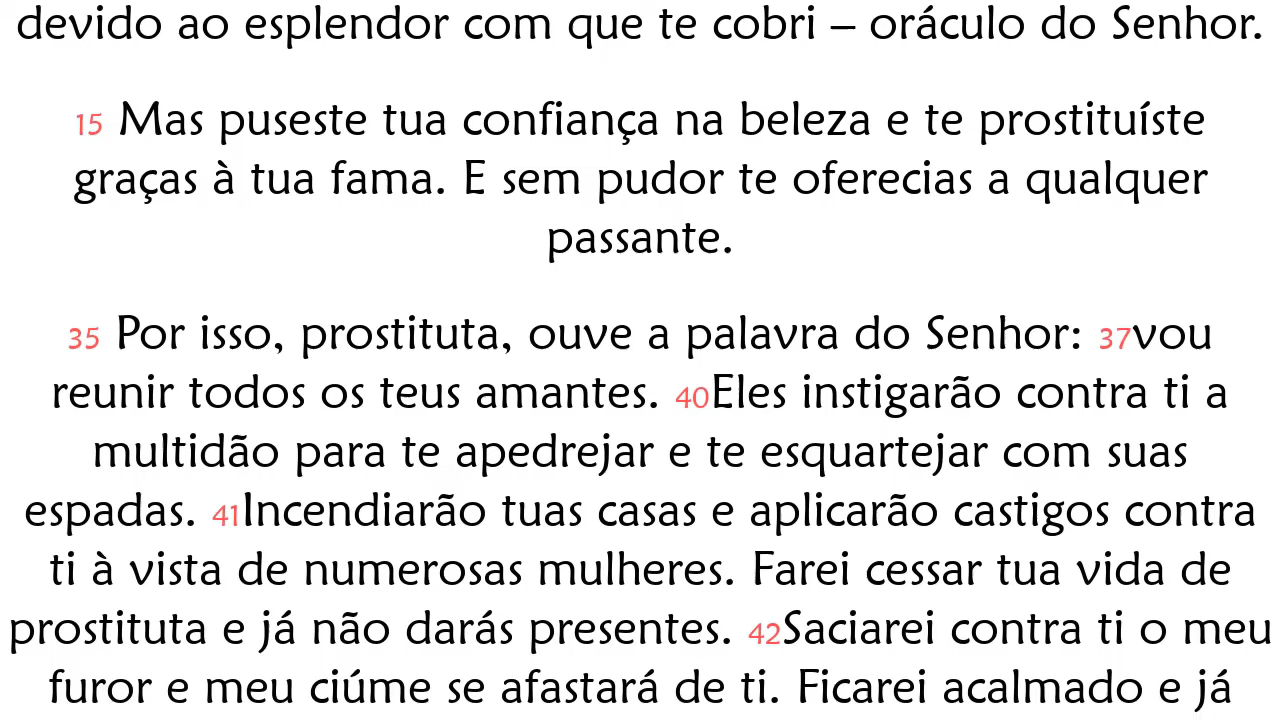 devido ao esplendor com que te cobri – oráculo do Senhor.
15 Mas puseste tua confiança na beleza e te prostituíste
graças à tua fama. E sem pudor te oferecias a qualquer
passante.
35 Por isso, prostituta, ouve a palavra do Senhor: 37vou
reunir todos os teus amantes. 40Eles instigarão contra ti a
multidão para te apedrejar e te esquartejar com suas
espadas. 41Incendiarão tuas casas e aplicarão castigos contra
ti à vista de numerosas mulheres. Farei cessar tua vida de
prostituta e já não darás presentes. 42Saciarei contra ti o meu
furor e meu ciúme se afastará de ti. Ficarei acalmado e já